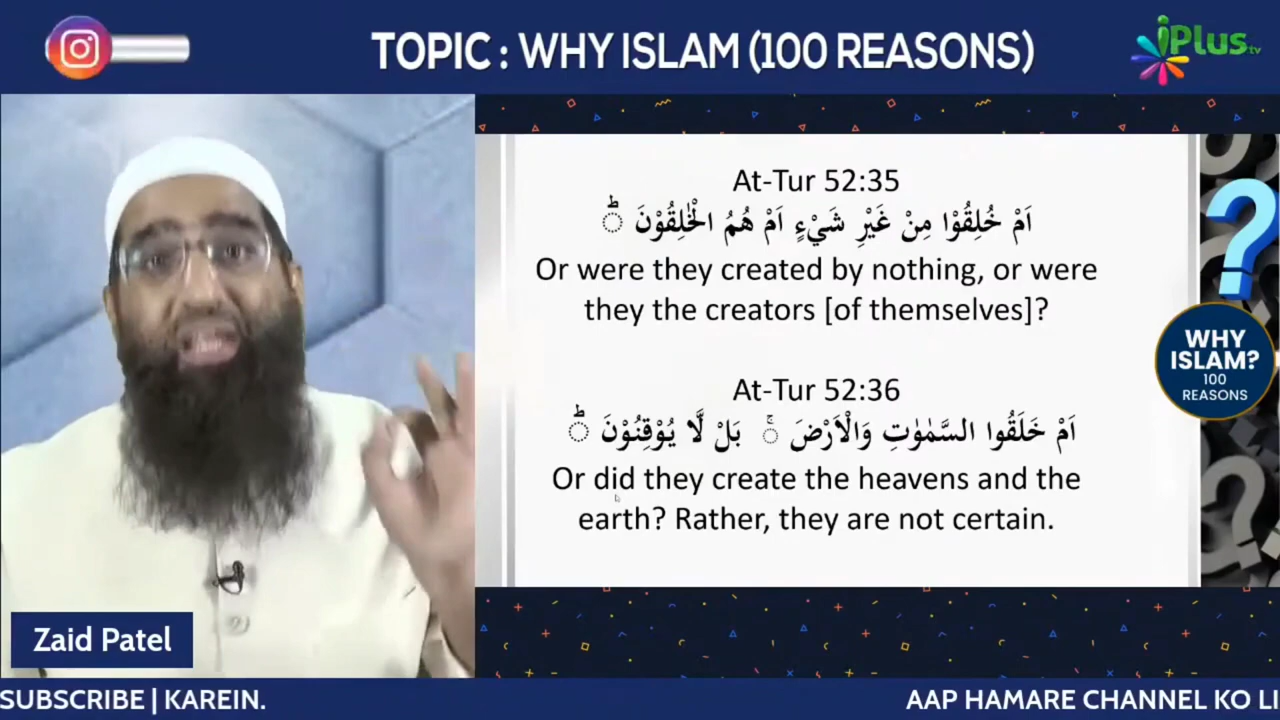 TOPIC : WHY ISLAM (100 REASONS)
iPlus tv
At-Tur 52:35
اَمْ خُلِقُوْا مِنْ غَيْرِ شَيْءٍ اَمْ هُمُ الْخٰلِقُوْنَ ؕ
Or were they created by nothing, or were
they the creators [of themselves]?
At-Tur 52:36
اَمْ خَلَقُوا السَّمٰوٰتِ وَالْاَرْضَ ۚ بَلْ لَّا يُوْقِنُوْنَ ؕ
Or did they create the heavens and the
earth? Rather, they are not certain.
WHY
ISLAM?
100
REASONS
Zaid Patel
SUBSCRIBE | KAREIN.
AAP HAMARE CHANNEL KO LI